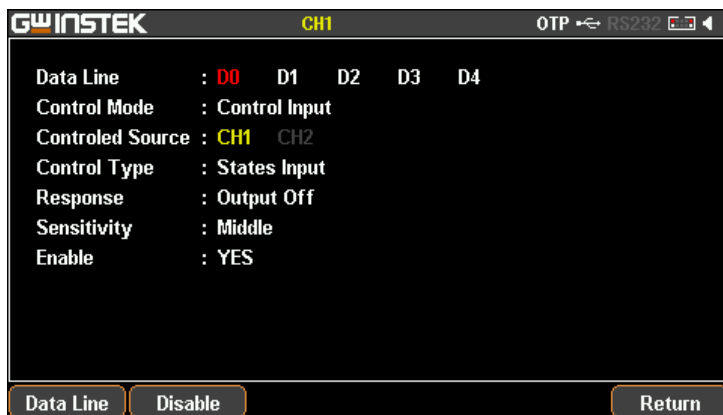 GWINSTEK CH1 OTP RS232
Data Line : D0 D1 D2 D3 D4
Control Mode : Control Input
Controled Source : CH1 CH2
Control Type : States Input
Response : Output Off
Sensitivity : Middle
Enable : YES
Data Line Disable Return